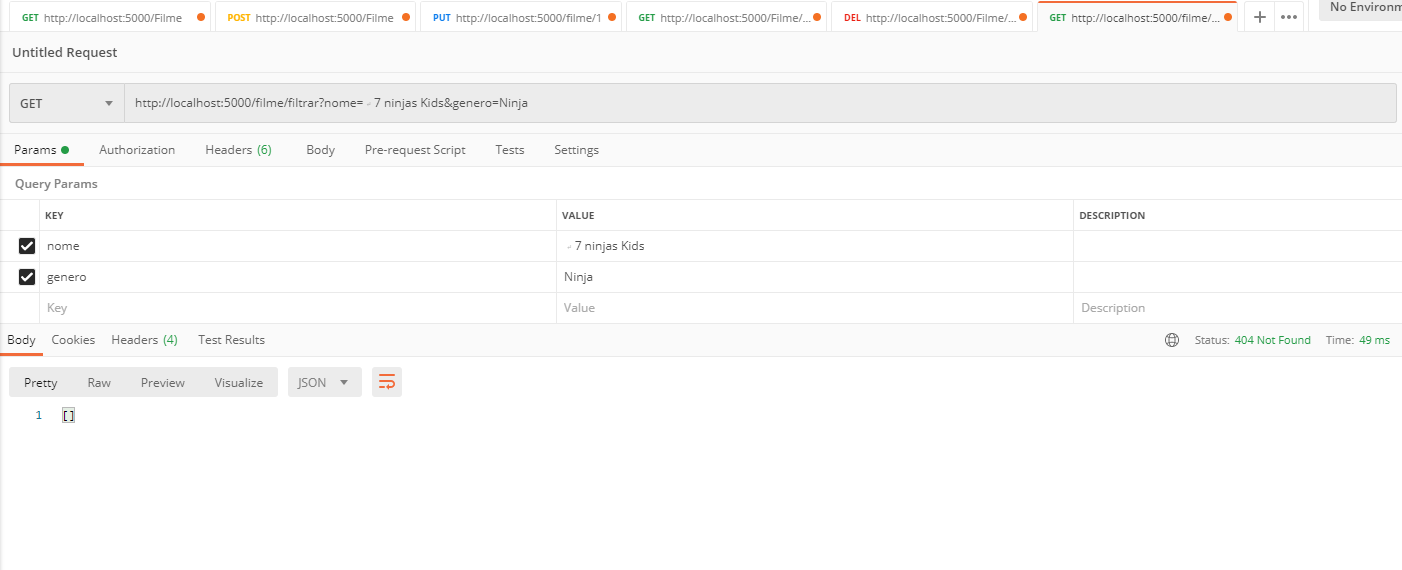 GET http://localhost:5000/Filme POST http://localhost:5000/Filme PUT http://localhost:5000/filme/1 GET http://localhost:5000/Filme/... DEL http://localhost:5000/Filme/... GET http://localhost:5000/filme/... + ••• No Environm
Untitled Request
GET http://localhost:5000/filme/filtrar?nome= ↵ 7 ninjas Kids&genero=Ninja
Params Authorization Headers (6) Body Pre-request Script Tests Settings
Query Params
KEY VALUE DESCRIPTION
nome ↵ 7 ninjas Kids
genero Ninja
Key Value Description
Body Cookies Headers (4) Test Results Status: 404 Not Found Time: 49 ms
Pretty Raw Preview Visualize JSON
1 []